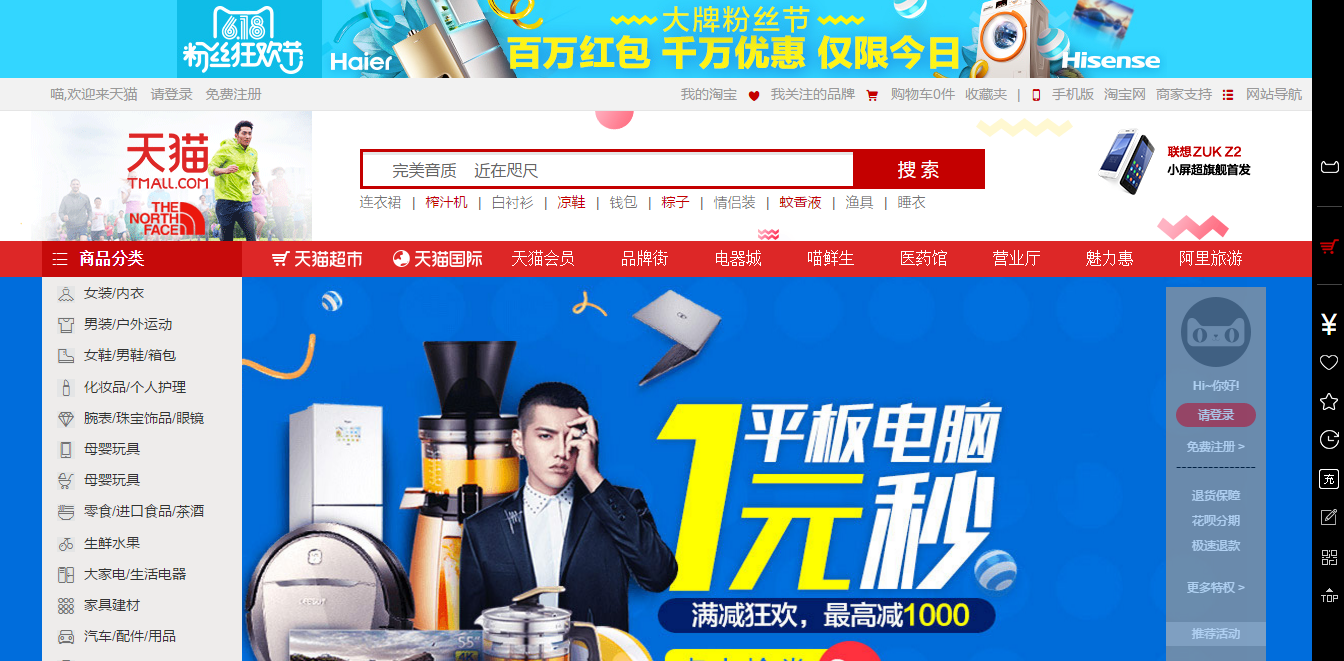 618
粉丝狂欢节
Haier
大牌粉丝节
百万红包 千万优惠 仅限今日
Hisense
喵,欢迎来天猫 请登录 免费注册
我的淘宝 我关注的品牌 购物车0件 收藏夹 | 手机版 淘宝网 商家支持 网站导航
天猫
TMALL.COM
THE
NORTH
FACE
完美音质 近在咫尺
搜索
连衣裙 | 榨汁机 | 白衬衫 | 凉鞋 | 钱包 | 粽子 | 情侣装 | 蚊香液 | 渔具 | 睡衣
联想ZUK Z2
小屏超旗舰首发
商品分类
天猫超市 天猫国际 天猫会员 品牌街 电器城 喵鲜生 医药馆 营业厅 魅力惠 阿里旅游
女装/内衣
男装/户外运动
女鞋/男鞋/箱包
化妆品/个人护理
腕表/珠宝饰品/眼镜
母婴玩具
母婴玩具
零食/进口食品/茶酒
生鲜水果
大家电/生活电器
家具建材
汽车/配件/用品
平板电脑
1元秒
满减狂欢，最高减1000
55"
Hi~你好!
请登录
免费注册 >
退货保障
花呗分期
极速退款
更多特权 >
推荐活动
¥
充
TOP